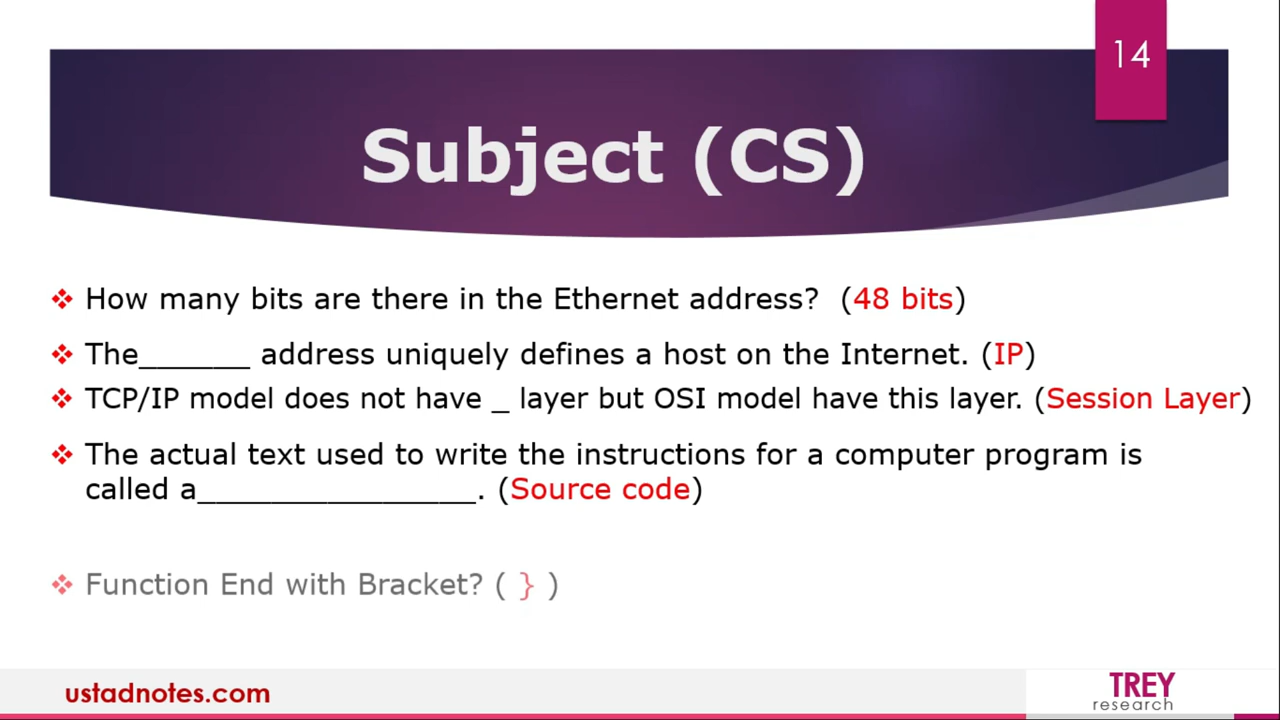 14
Subject (CS)
❖ How many bits are there in the Ethernet address? (48 bits)
❖ The______ address uniquely defines a host on the Internet. (IP)
❖ TCP/IP model does not have _ layer but OSI model have this layer. (Session Layer)
❖ The actual text used to write the instructions for a computer program is
called a_______________. (Source code)
❖ Function End with Bracket? ( } )
ustadnotes.com
TREY
research